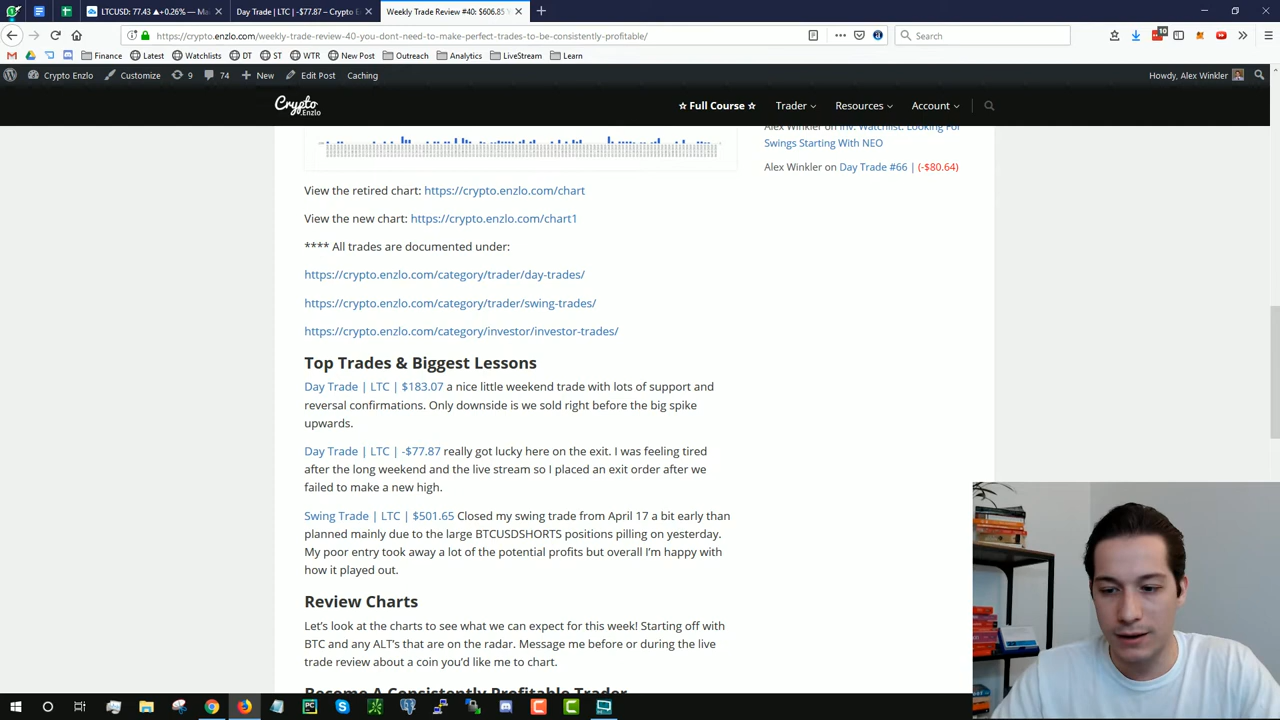 LTCUSD: 77.43 ▲+0.26% — Ma
Day Trade | LTC | -$77.87 – Crypto E
Weekly Trade Review #40: $606.85
https://crypto.enzlo.com/weekly-trade-review-40-you-dont-need-to-make-perfect-trades-to-be-consistently-profitable/
Search
10
Finance
Latest
Watchlists
DT
ST
WTR
New Post
Outreach
Analytics
LiveStream
Learn
Crypto Enzlo
Customize
9
74
New
Edit Post
Caching
Howdy, Alex Winkler
Crypto
.Enzlo
☆ Full Course ☆
Trader
Resources
Account
Alex Winkler on Inv. Watchlist: Looking For
Swings Starting With NEO
Alex Winkler on Day Trade #66 | (-$80.64)
View the retired chart: https://crypto.enzlo.com/chart
View the new chart: https://crypto.enzlo.com/chart1
**** All trades are documented under:
https://crypto.enzlo.com/category/trader/day-trades/
https://crypto.enzlo.com/category/trader/swing-trades/
https://crypto.enzlo.com/category/investor/investor-trades/
Top Trades & Biggest Lessons
Day Trade | LTC | $183.07 a nice little weekend trade with lots of support and
reversal confirmations. Only downside is we sold right before the big spike
upwards.
Day Trade | LTC | -$77.87 really got lucky here on the exit. I was feeling tired
after the long weekend and the live stream so I placed an exit order after we
failed to make a new high.
Swing Trade | LTC | $501.65 Closed my swing trade from April 17 a bit early than
planned mainly due to the large BTCUSDSHORTS positions pilling on yesterday.
My poor entry took away a lot of the potential profits but overall I'm happy with
how it played out.
Review Charts
Let's look at the charts to see what we can expect for this week! Starting off with
BTC and any ALT's that are on the radar. Message me before or during the live
trade review about a coin you'd like me to chart.
Become A Consistently Profitable Trader